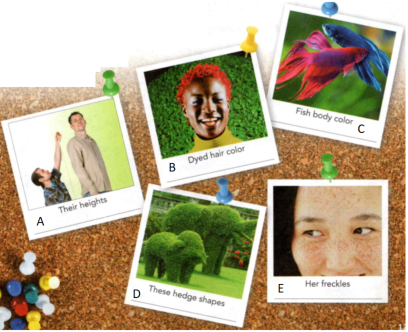 Fish body color
C
B
Dyed hair color
A
Their heights
D
These hedge shapes
E
Her freckles